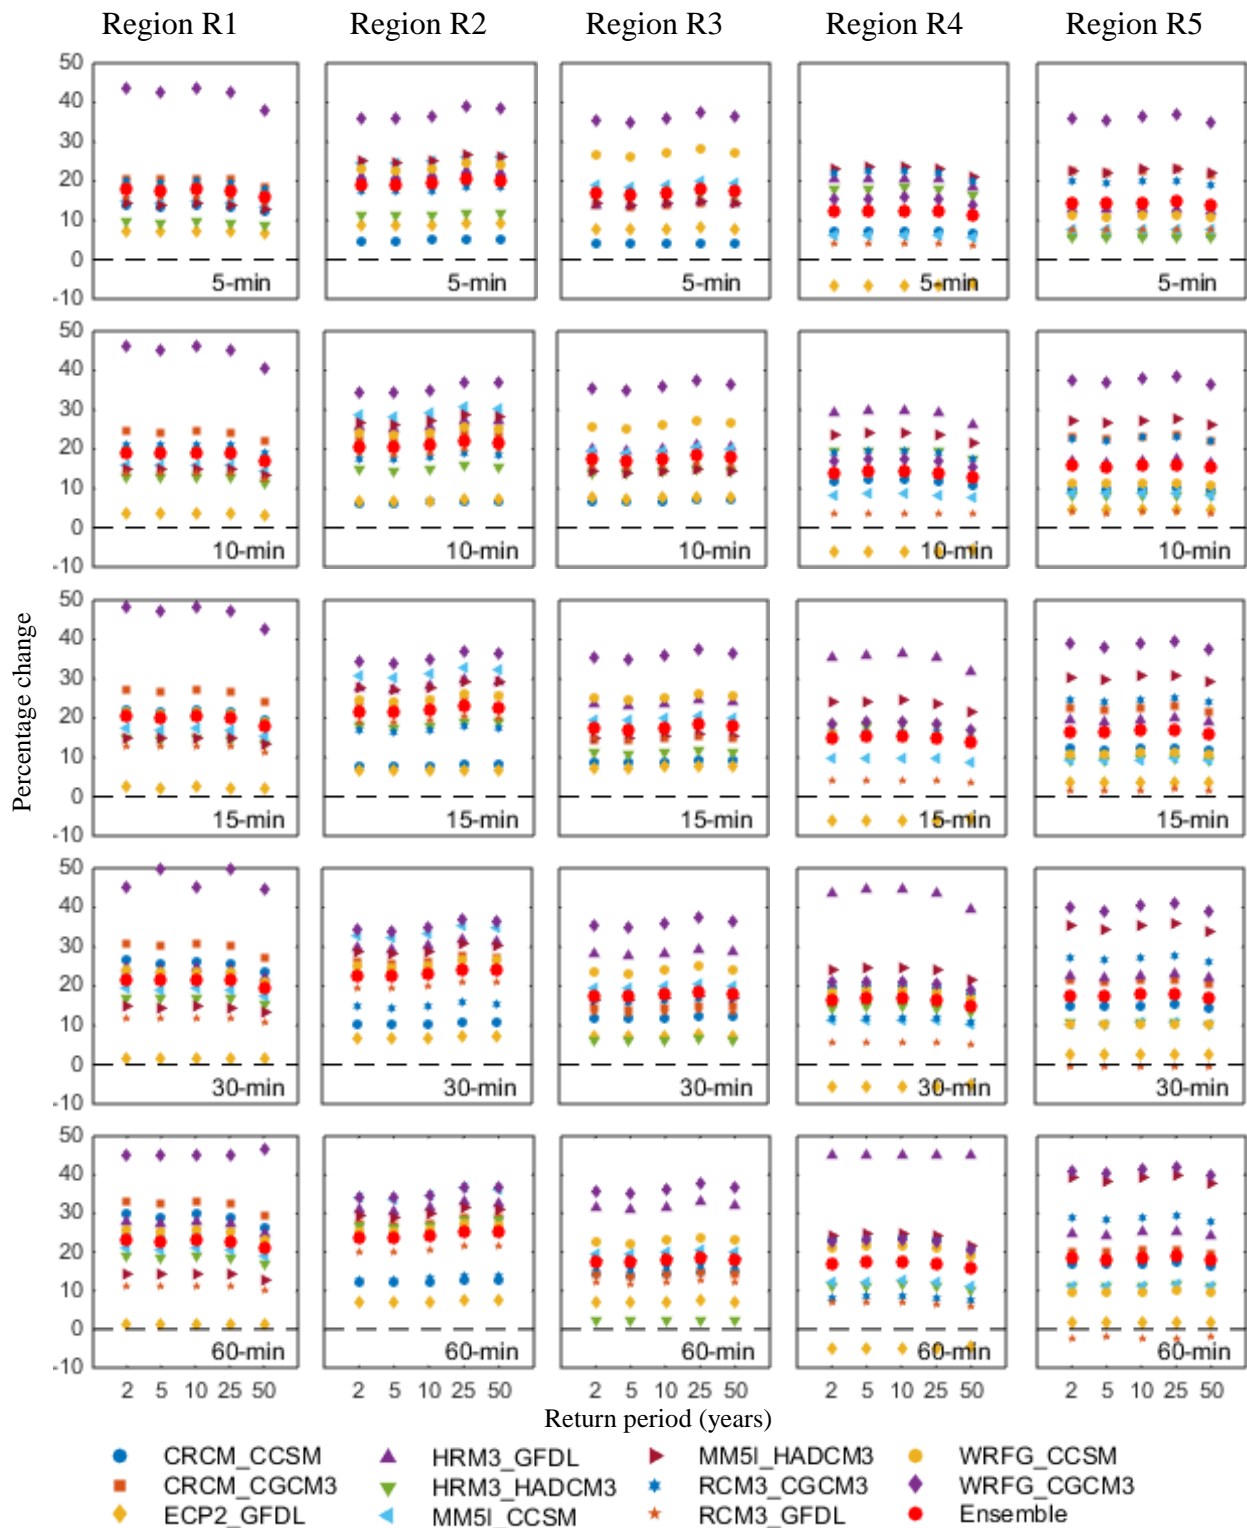 Region R1 Region R2 Region R3 Region R4 Region R5
50
40
30
20
10
0
-10
5-min 5-min 5-min 5-min 5-min
50
40
30
20
10
0
-10
10-min 10-min 10-min 10-min 10-min
Percentage change
50
40
30
20
10
0
-10
15-min 15-min 15-min 15-min 15-min
50
40
30
20
10
0
-10
30-min 30-min 30-min 30-min 30-min
50
40
30
20
10
0
-10
60-min 60-min 60-min 60-min 60-min
2 5 10 25 50 2 5 10 25 50 2 5 10 25 50 2 5 10 25 50 2 5 10 25 50
Return period (years)
CRCM_CCSM HRM3_GFDL MM5I_HADCM3 WRFG_CCSM
CRCM_CGCM3 HRM3_HADCM3 RCM3_CGCM3 WRFG_CGCM3
ECP2_GFDL MM5I_CCSM RCM3_GFDL Ensemble